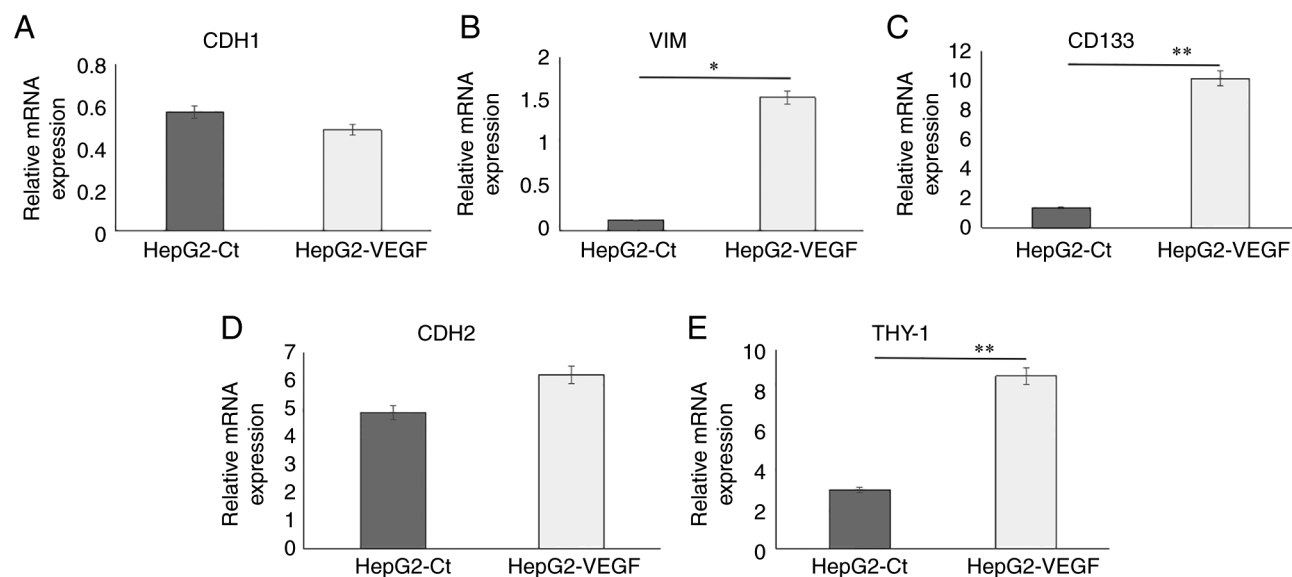 A
CDH1
Relative mRNA
expression
0.8
0.6
0.4
0.2
0
HepG2-Ct
HepG2-VEGF
B
VIM
Relative mRNA
expression
2
1.5
1
0.5
0
*
HepG2-Ct
HepG2-VEGF
C
CD133
Relative mRNA
expression
12
10
8
6
4
2
0
**
HepG2-Ct
HepG2-VEGF
D
CDH2
Relative mRNA
expression
7
6
5
4
3
2
1
0
HepG2-Ct
HepG2-VEGF
E
THY-1
Relative mRNA
expression
10
8
6
4
2
0
**
HepG2-Ct
HepG2-VEGF